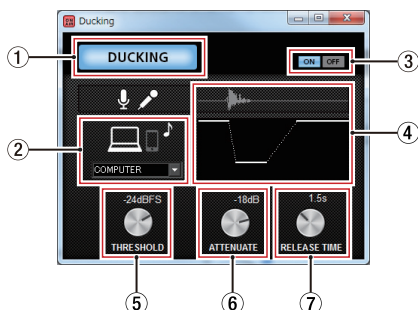 Ducking
① DUCKING
ON OFF ③
② COMPUTER
④
-24dBFS -18dB 1.5s
THRESHOLD ATTENUATE RELEASE TIME
⑤ ⑥ ⑦